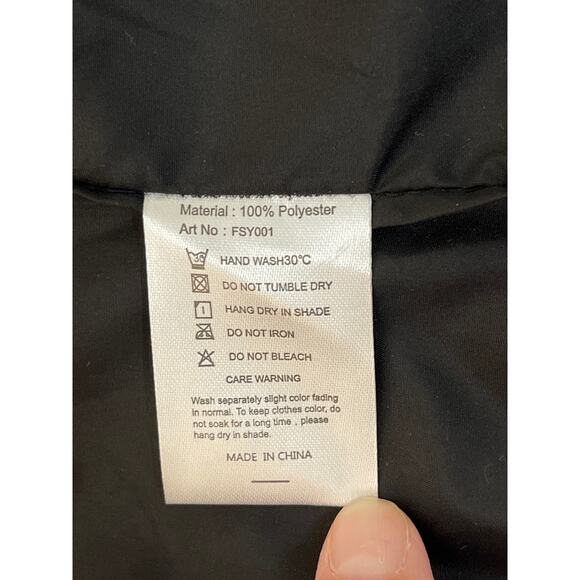 Material : 100% Polyester
Art No : FSY001
30 HAND WASH30°C
DO NOT TUMBLE DRY
HANG DRY IN SHADE
DO NOT IRON
DO NOT BLEACH
CARE WARNING
Wash separately slight color fading
in normal. To keep clothes color, do
not soak for a long time , please
hang dry in shade.
MADE IN CHINA